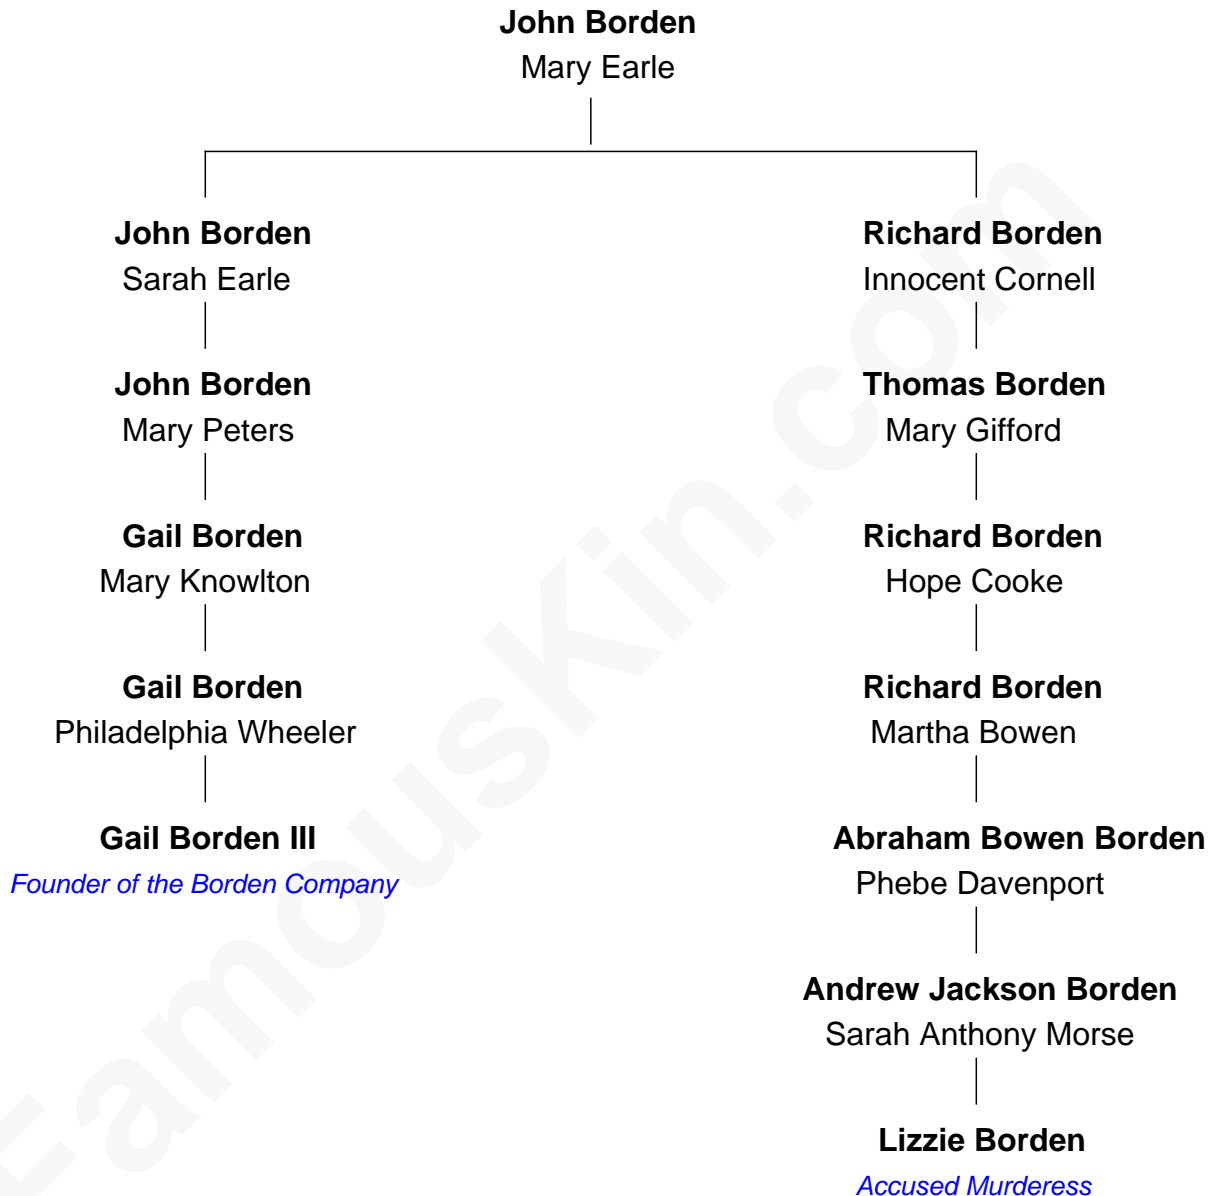 John Borden
Mary Earle
John Borden
Sarah Earle
John Borden
Mary Peters
Gail Borden
Mary Knowlton
Gail Borden
Philadelphia Wheeler
Gail Borden III
Founder of the Borden Company
Richard Borden
Innocent Cornell
Thomas Borden
Mary Gifford
Richard Borden
Hope Cooke
Richard Borden
Martha Bowen
Abraham Bowen Borden
Phebe Davenport
Andrew Jackson Borden
Sarah Anthony Morse
Lizzie Borden
Accused Murderess
FamousKin.com